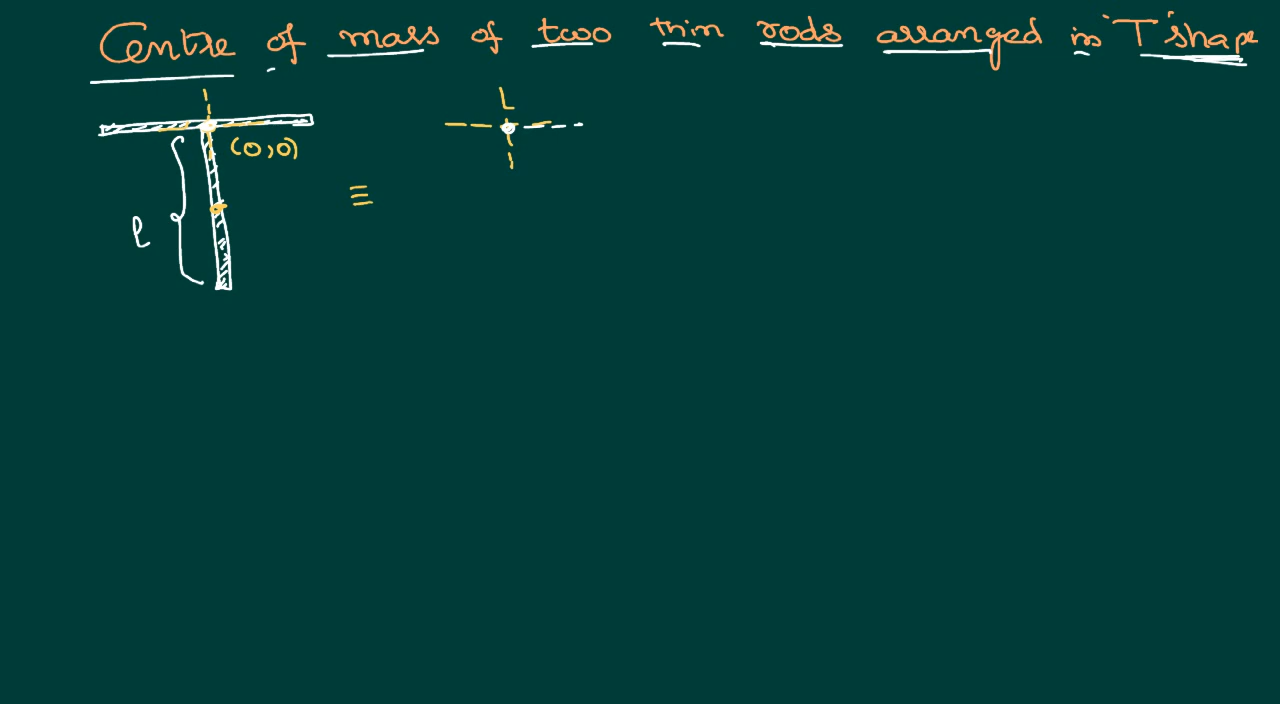 Centre of mass of two thin rods arranged in "T" shape
(0,0)
≡
l